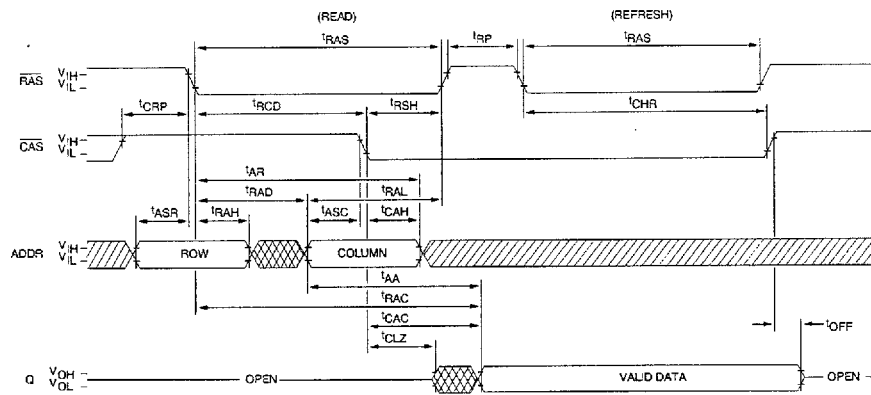 (READ) (REFRESH)
tRAS tRP tRAS
RAS VIH VIL
tCRP tRCD tRSH tCHR
CAS VIH VIL
tAR
tRAD tRAL
tASR tRAH tASC tCAH
ADDR VIH VIL ROW COLUMN
tAA
tRAC
tCAC
tCLZ tOFF
Q VOH VOL OPEN VALID DATA OPEN